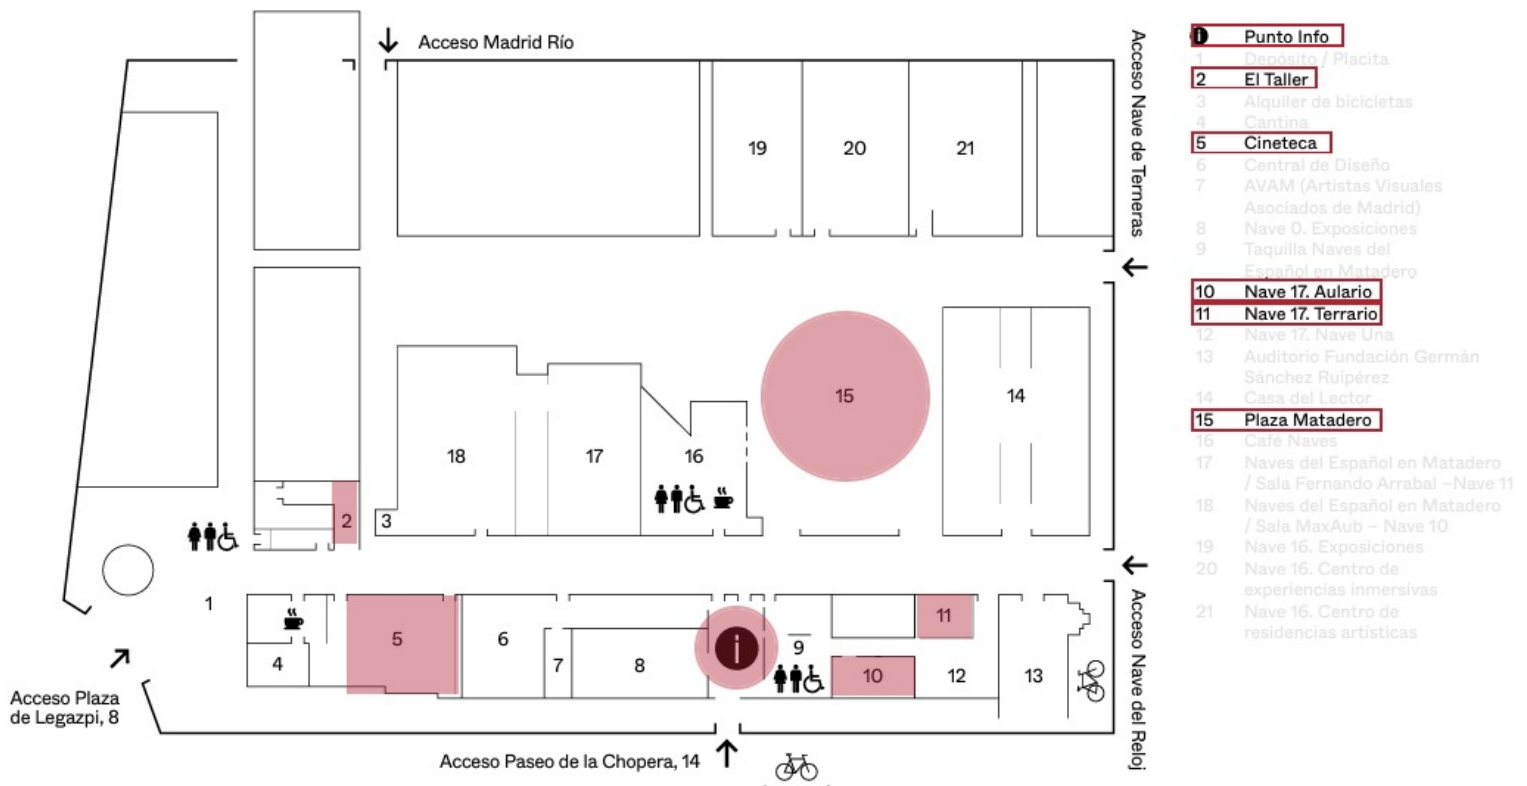 Acceso Madrid Río
Acceso Nave de Terneras
19
20
21
15
14
18
17
16
2
3
1
5
6
7
8
i
9
11
4
10
12
13
Acceso Plaza
de Legazpi, 8
Acceso Paseo de la Chopera, 14
Acceso Nave del Reloj
i Punto Info
1 Depósito / Placita
2 El Taller
3 Alquiler de bicicletas
4 Cantina
5 Cineteca
6 Central de Diseño
7 AVAM (Artistas Visuales
Asociados de Madrid)
8 Nave 0. Exposiciones
9 Taquilla Naves del
Español en Matadero
10 Nave 17. Aulario
11 Nave 17. Terrario
12 Nave 17. Nave Una
13 Auditorio Fundación Germán
Sánchez Ruipérez
14 Casa del Lector
15 Plaza Matadero
16 Café Naves
17 Naves del Español en Matadero
/ Sala Fernando Arrabal –Nave 11
18 Naves del Español en Matadero
/ Sala MaxAub – Nave 10
19 Nave 16. Exposiciones
20 Nave 16. Centro de
experiencias inmersivas
21 Nave 16. Centro de
residencias artísticas